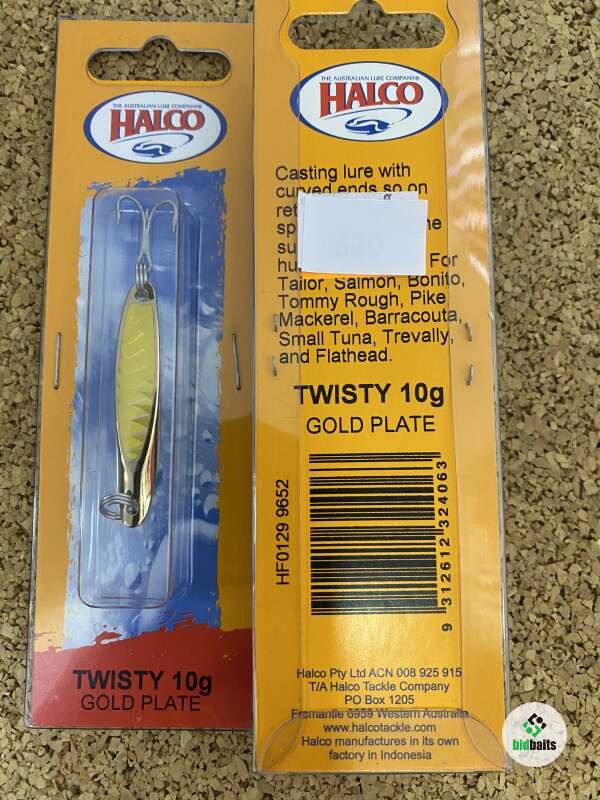 THE AUSTRALIAN LURE COMPANY®
HALCO
TWISTY 10g
GOLD PLATE
THE AUSTRALIAN LURE COMPANY®
HALCO
Casting lure with
curved ends so on
For
Tailor, Salmon, Bonito,
Tommy Rough, Pike
Mackerel, Barracouta,
Small Tuna, Trevally,
and Flathead.
TWISTY 10g
GOLD PLATE
HF0129 9652
9 312612 324063
Halco Pty Ltd ACN 008 925 915
T/A Halco Tackle Company
PO Box 1205
Fremantle 6959 Western Australia
www.halcotackle.com
Halco manufactures in its own
factory in Indonesia
bidbaits